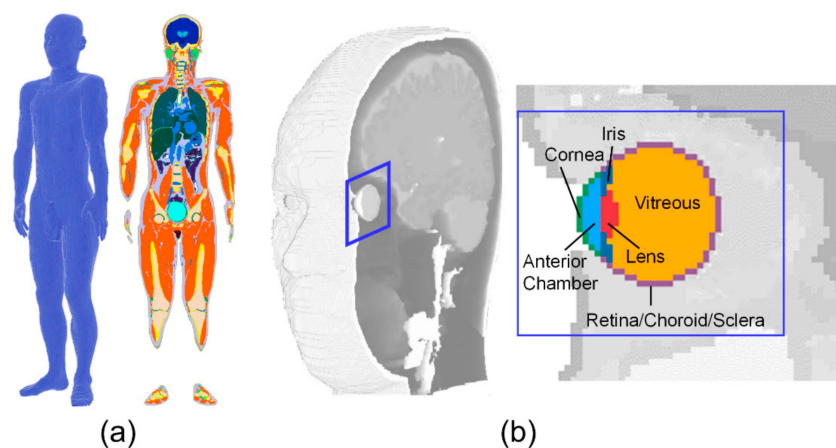 Iris
Cornea
Vitreous
Anterior
Chamber
Lens
Retina/Choroid/Sclera
(a)
(b)